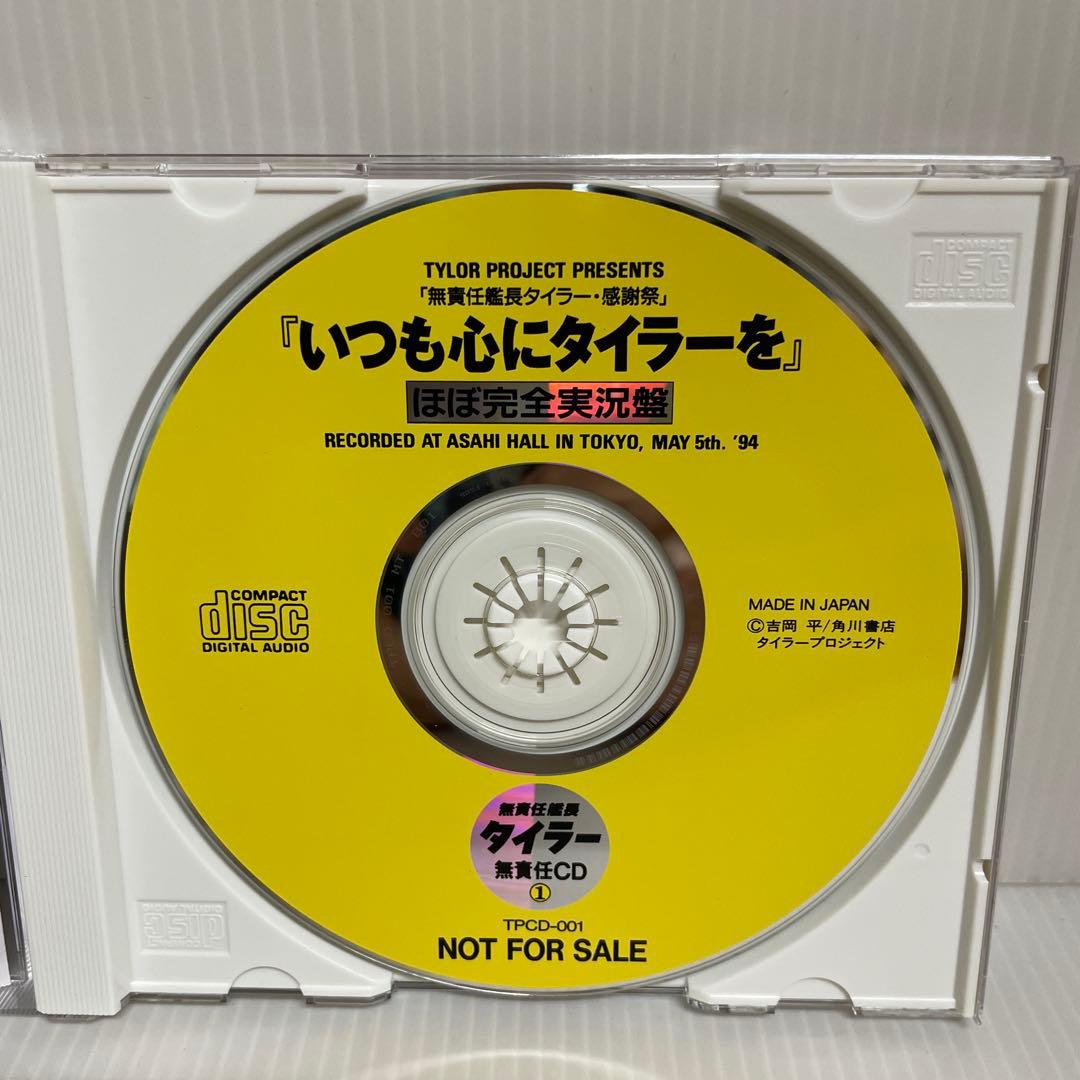 TYLOR PROJECT PRESENTS
「無責任艦長タイラー・感謝祭」
『いつも心にタイラーを』
ほぼ完全実況盤
RECORDED AT ASAHI HALL IN TOKYO, MAY 5th. '94
COMPACT
disc
DIGITAL AUDIO
COMPACT
disc
DIGITAL AUDIO
MADE IN JAPAN
©吉岡 平/角川書店
タイラープロジェクト
無責任艦長
タイラー
無責任CD
①
TPCD-001
NOT FOR SALE
COMPACT
disc
DIGITAL AUDIO